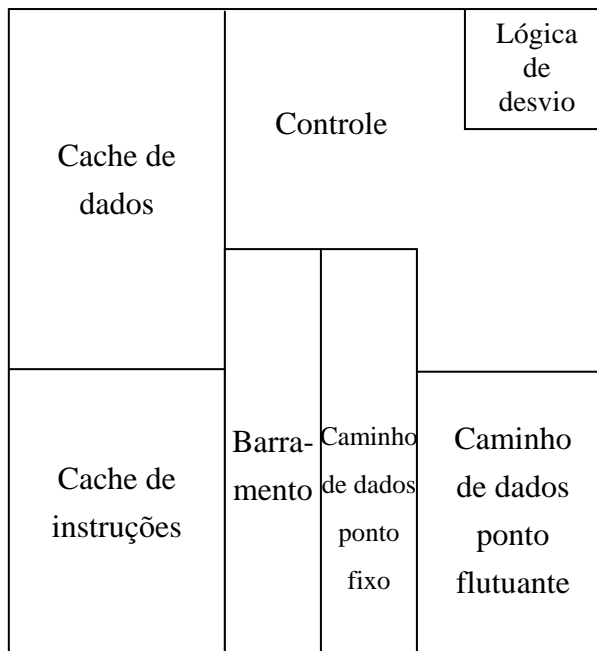 Lógica
de
desvio
Controle
Cache de
dados
Cache de
instruções
Barra-
mento
Caminho
de dados
ponto
fixo
Caminho
de dados
ponto
flutuante